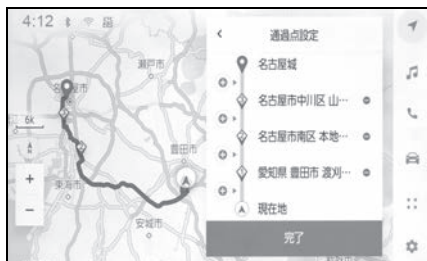 4:12
通過点設定
名古屋城
名古屋市中川区 山…
名古屋市南区 本地…
愛知県 豊田市 渡刈…
現在地
完了
瀬戸市
6k
豊田市
東海市
安城市
+
-
A
A